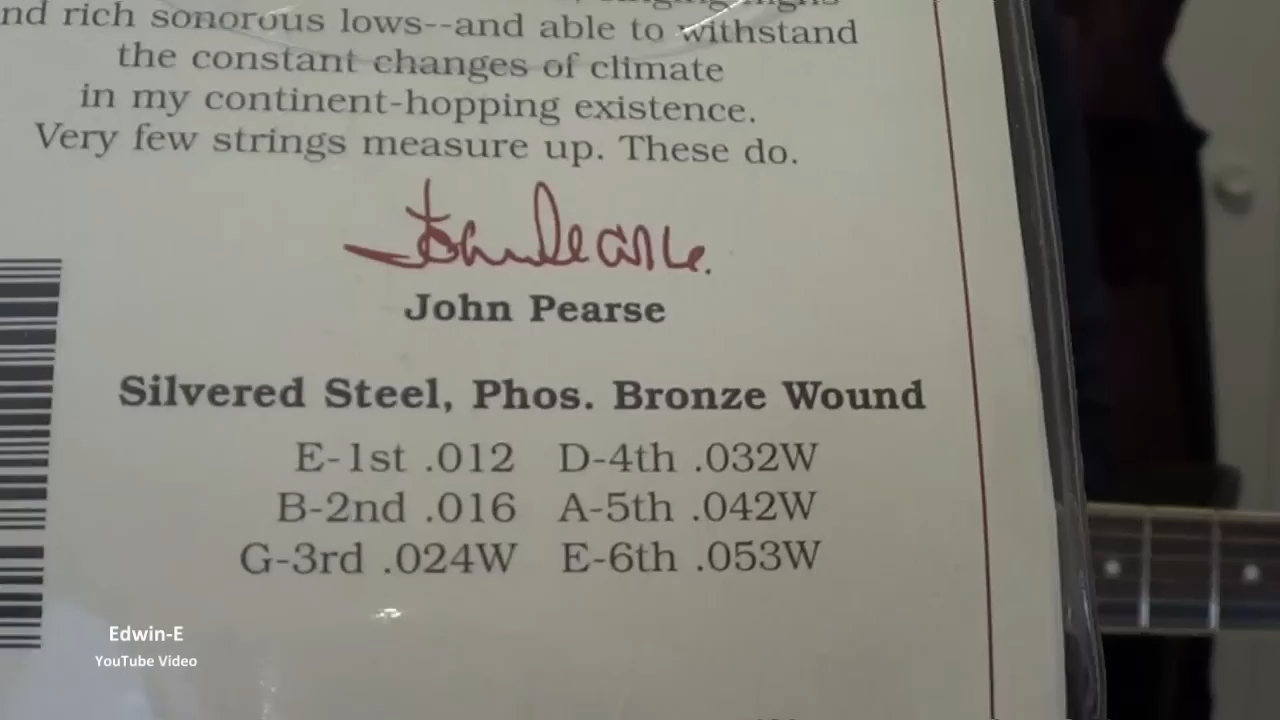 nd rich sonorous lows--and able to withstand
the constant changes of climate
in my continent-hopping existence.
Very few strings measure up. These do.
John Pearse.
John Pearse
Silvered Steel, Phos. Bronze Wound
E-1st .012 D-4th .032W
B-2nd .016 A-5th .042W
G-3rd .024W E-6th .053W
Edwin-E
YouTube Video